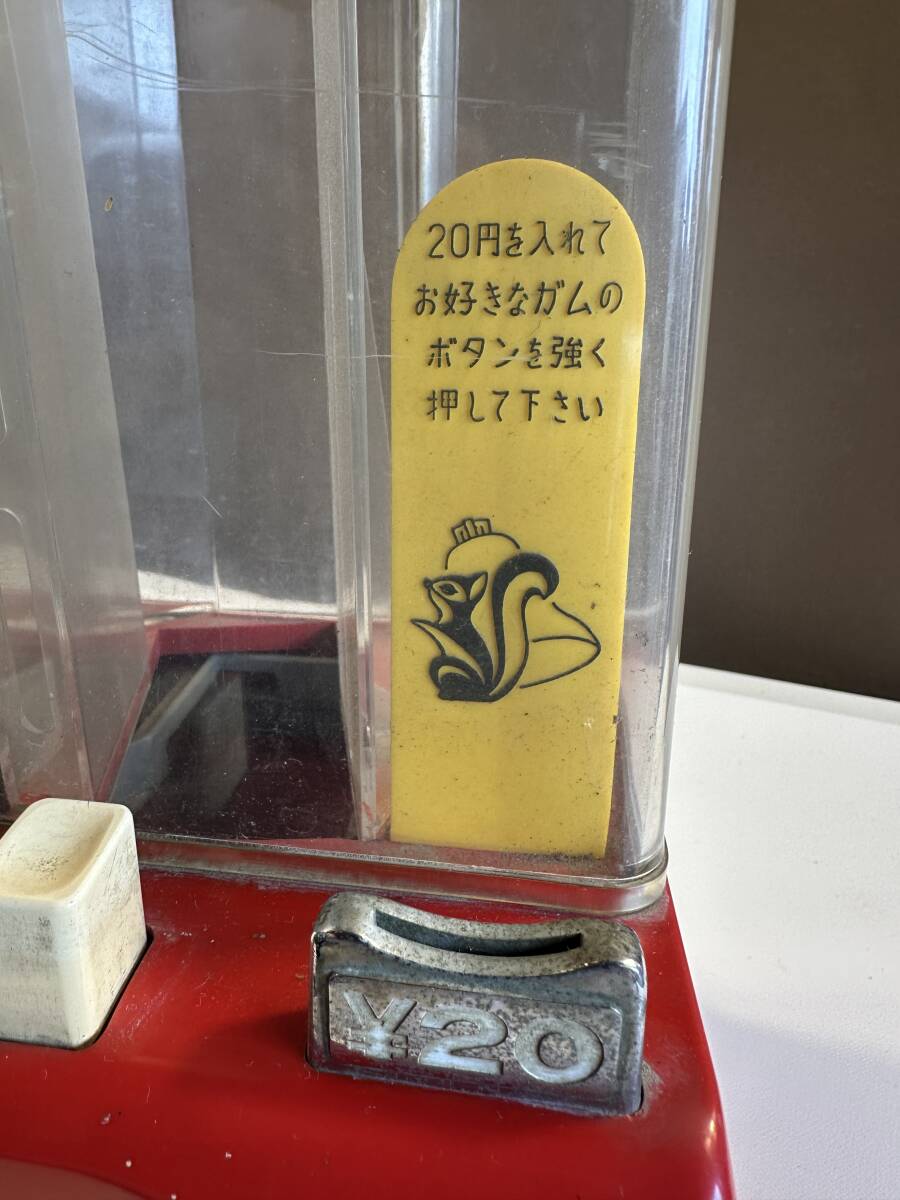 20円を入れて
お好きなガムの
ボタンを強く
押して下さい
¥20